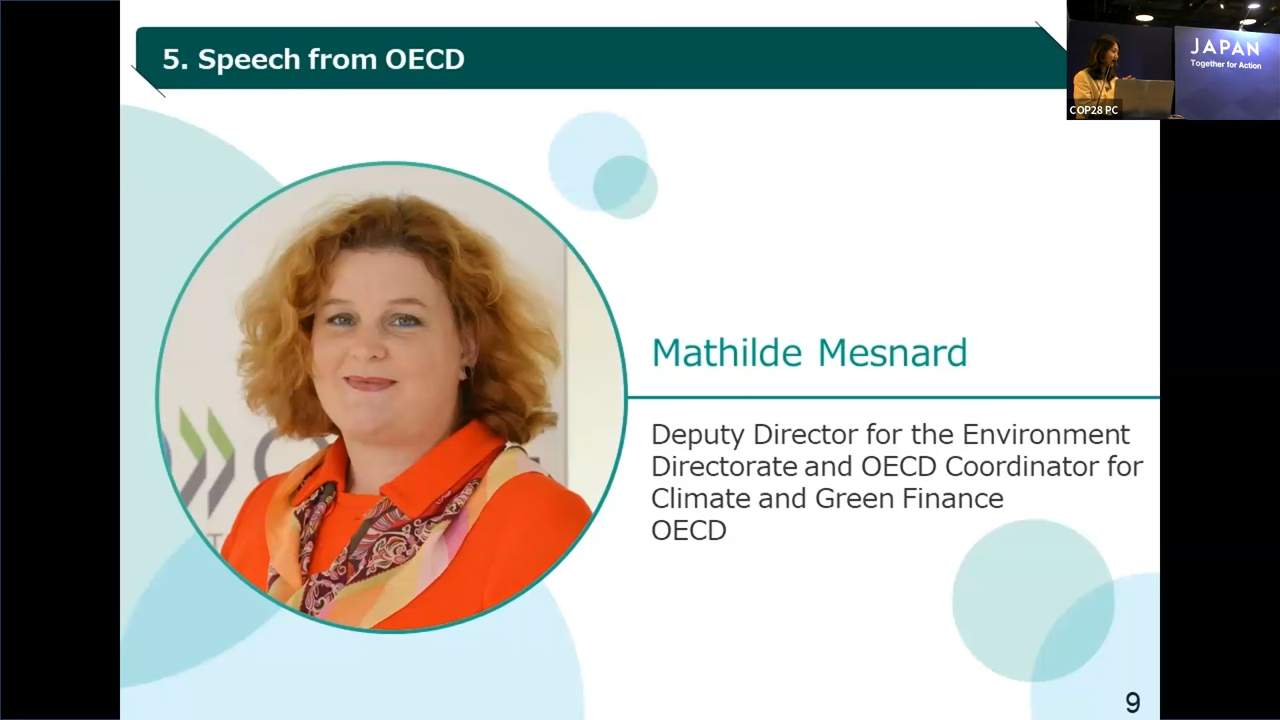 5. Speech from OECD
JAPAN
Together for Action
COP28 PC
Mathilde Mesnard
Deputy Director for the Environment
Directorate and OECD Coordinator for
Climate and Green Finance
OECD
9